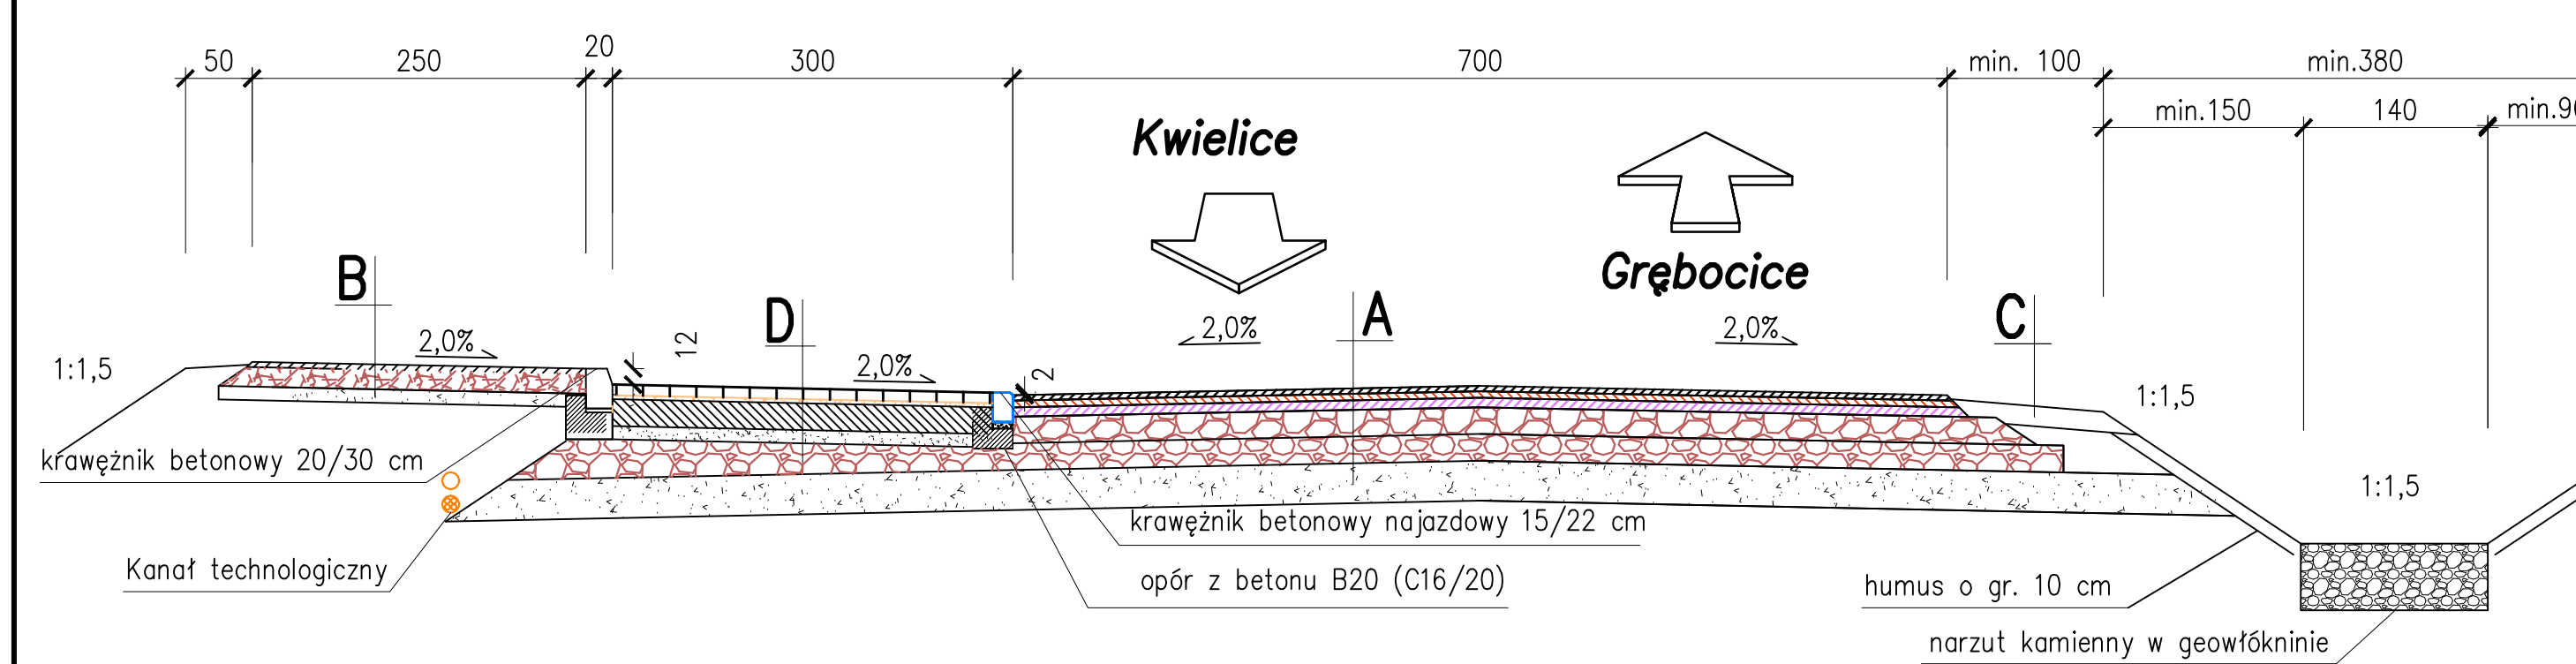 50
250
20
300
700
min. 100
min.380
min.150
140
Kwielice
Grębocice
B
D
A
C
2,0%
12
2,0%
2
2,0%
2,0%
1:1,5
1:1,5
1:1,5
krawężnik betonowy 20/30 cm
Kanał technologiczny
krawężnik betonowy najazdowy 15/22 cm
opór z betonu B20 (C16/20)
humus o gr. 10 cm
narzut kamienny w geowłókninie